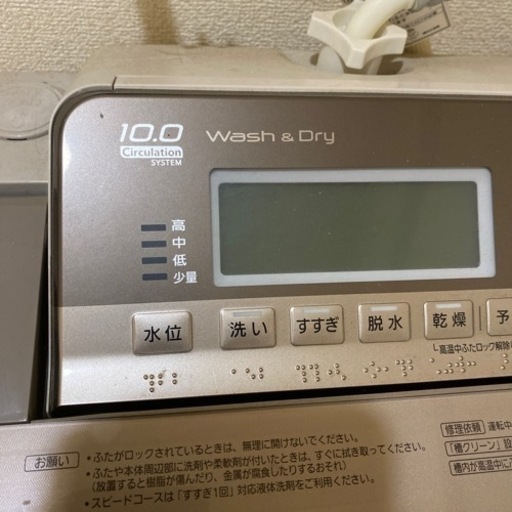 10.0 Wash & Dry
Circulation
SYSTEM
高
中
低
少量
水位 洗い すすぎ 脱水 乾燥 予
└高温中ふたロック解除
お願い
• ふたがロックされているときは、無理に開けないでください。
• ふたや本体周辺部に洗剤や柔軟剤が付いたときは、すぐに拭き取ってください。
(放置すると樹脂が傷んだり、金属が腐食したりするおそれ)
• スピードコースは「すすぎ1回」対応液体洗剤をご利用ください。
修理依頼 運転中
「槽クリーン」設
槽内が高温中に